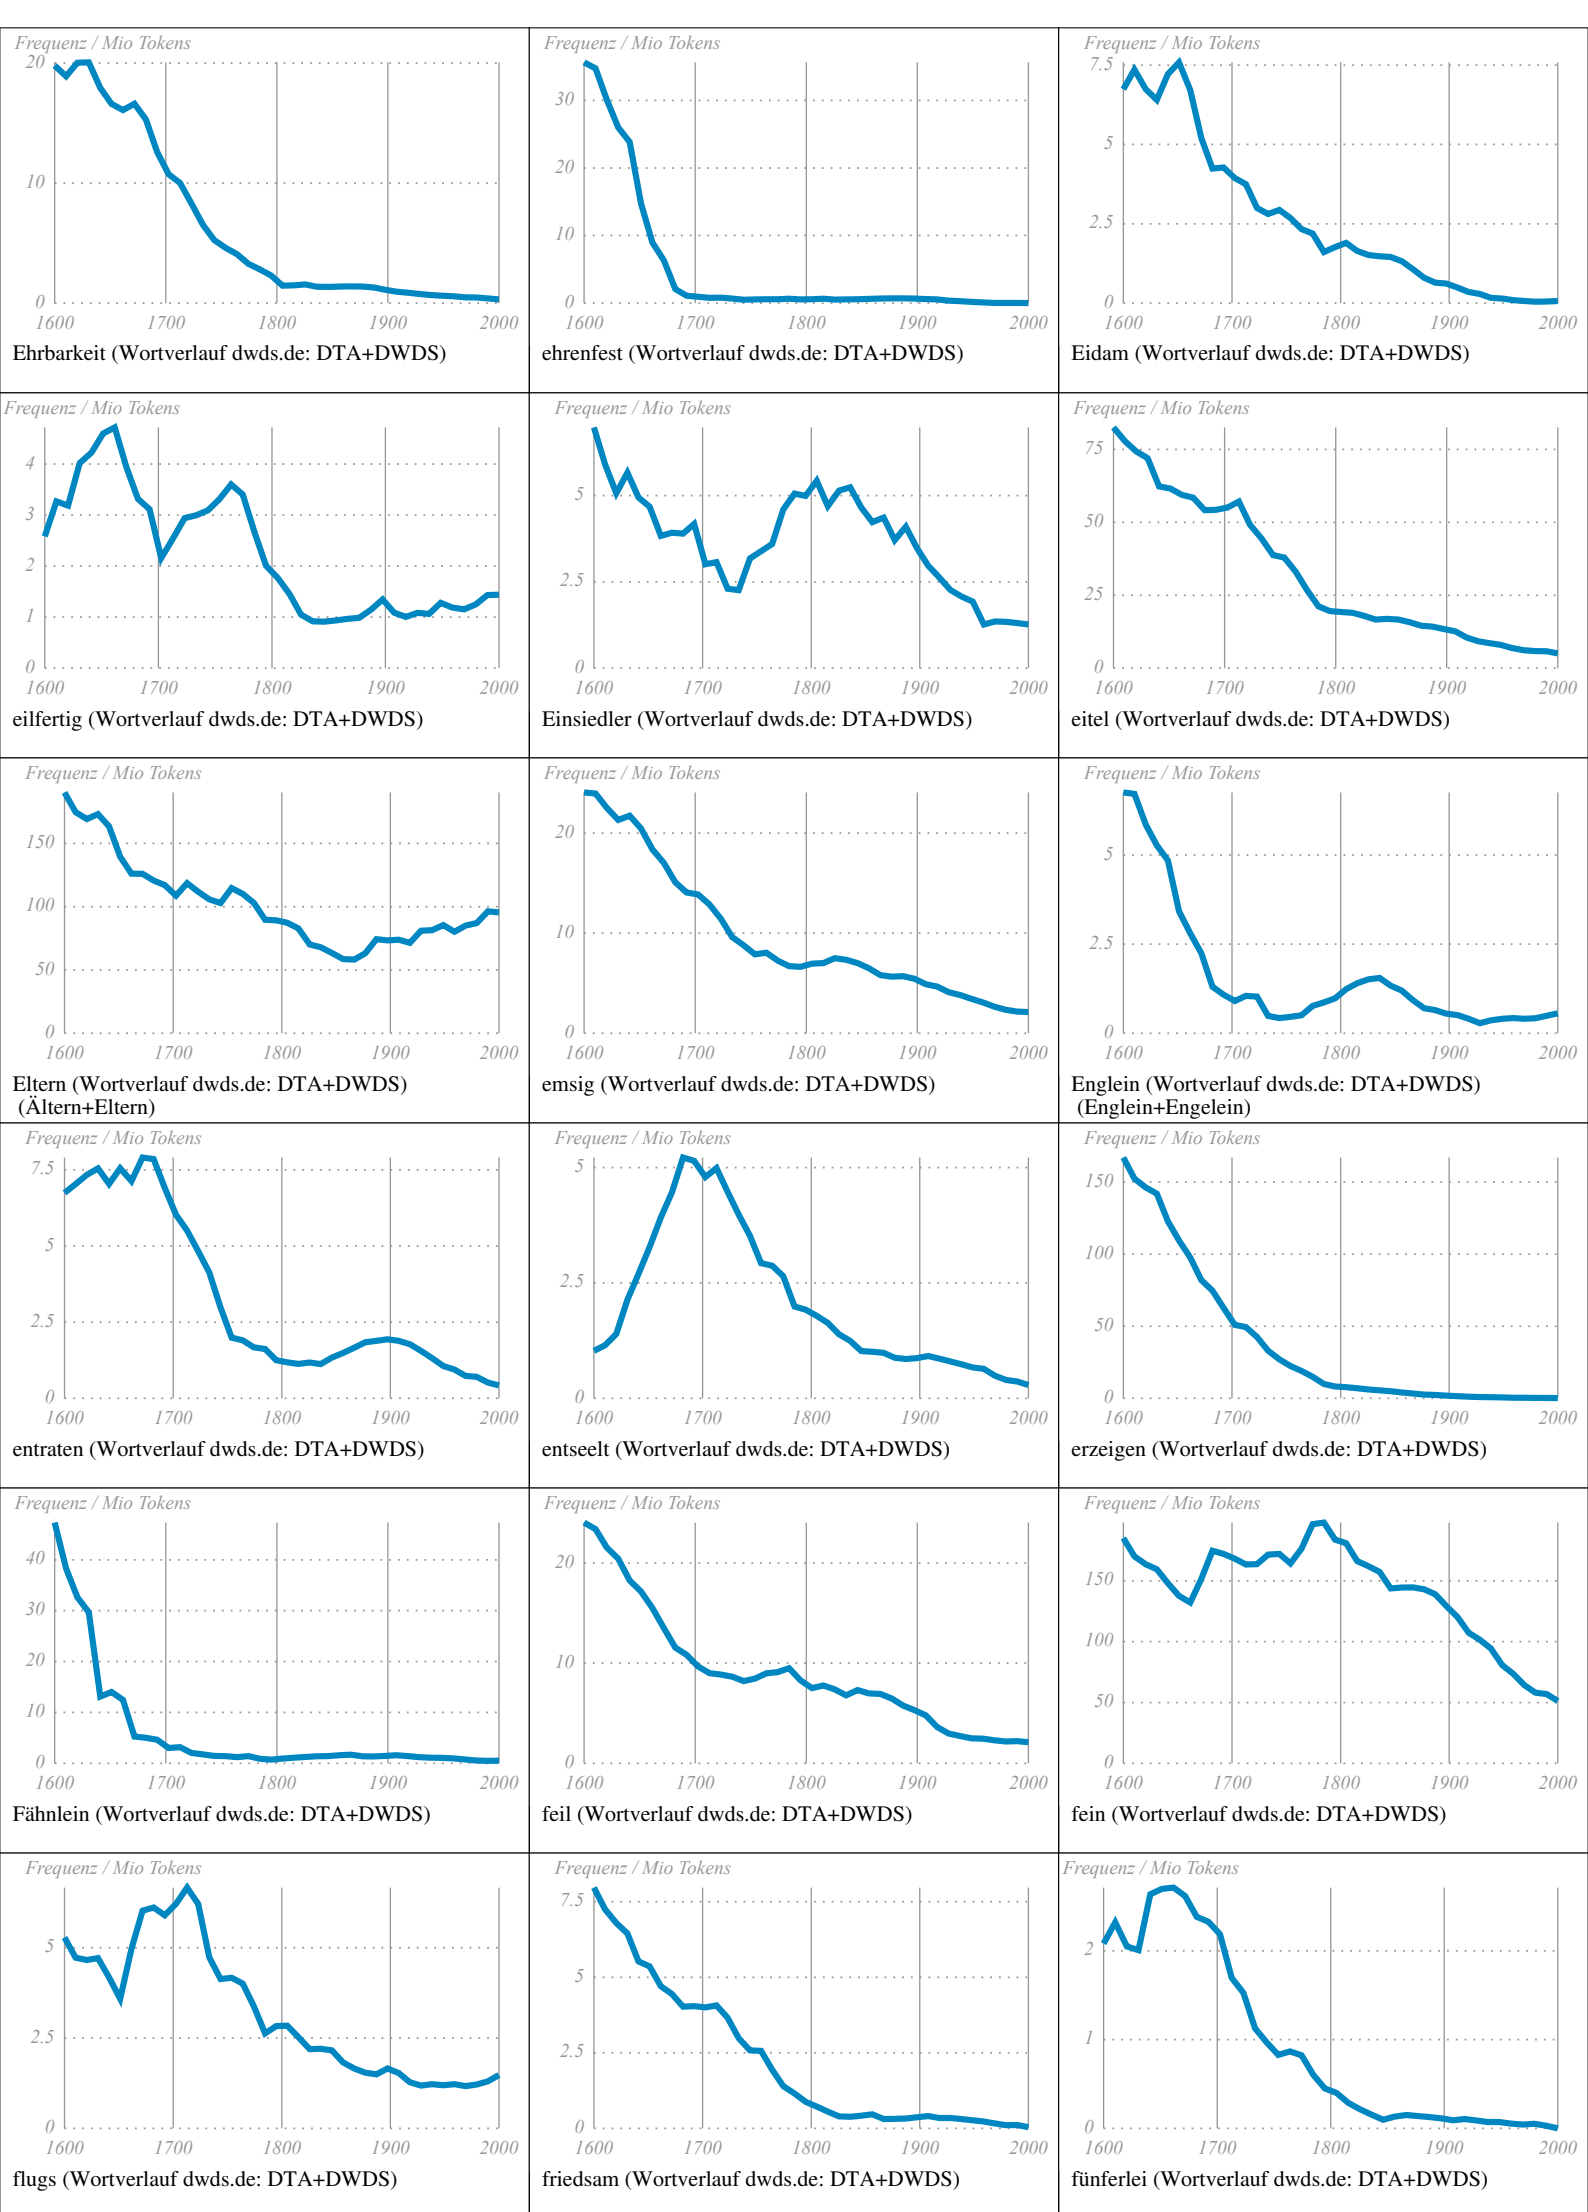 Frequenz / Mio Tokens
20
10
0
1600 1700 1800 1900 2000
Ehrbarkeit (Wortverlauf dwds.de: DTA+DWDS)
Frequenz / Mio Tokens
30
20
10
0
1600 1700 1800 1900 2000
ehrenfest (Wortverlauf dwds.de: DTA+DWDS)
Frequenz / Mio Tokens
7.5
5
2.5
0
1600 1700 1800 1900 2000
Eidam (Wortverlauf dwds.de: DTA+DWDS)
Frequenz / Mio Tokens
4
3
2
1
0
1600 1700 1800 1900 2000
eilfertig (Wortverlauf dwds.de: DTA+DWDS)
Frequenz / Mio Tokens
5
2.5
0
1600 1700 1800 1900 2000
Einsiedler (Wortverlauf dwds.de: DTA+DWDS)
Frequenz / Mio Tokens
75
50
25
0
1600 1700 1800 1900 2000
eitel (Wortverlauf dwds.de: DTA+DWDS)
Frequenz / Mio Tokens
150
100
50
0
1600 1700 1800 1900 2000
Eltern (Wortverlauf dwds.de: DTA+DWDS)
(Ältern+Eltern)
Frequenz / Mio Tokens
20
10
0
1600 1700 1800 1900 2000
emsig (Wortverlauf dwds.de: DTA+DWDS)
Frequenz / Mio Tokens
5
2.5
0
1600 1700 1800 1900 2000
Englein (Wortverlauf dwds.de: DTA+DWDS)
(Englein+Engelein)
Frequenz / Mio Tokens
7.5
5
2.5
0
1600 1700 1800 1900 2000
entraten (Wortverlauf dwds.de: DTA+DWDS)
Frequenz / Mio Tokens
5
2.5
0
1600 1700 1800 1900 2000
entseelt (Wortverlauf dwds.de: DTA+DWDS)
Frequenz / Mio Tokens
150
100
50
0
1600 1700 1800 1900 2000
erzeigen (Wortverlauf dwds.de: DTA+DWDS)
Frequenz / Mio Tokens
40
30
20
10
0
1600 1700 1800 1900 2000
Fähnlein (Wortverlauf dwds.de: DTA+DWDS)
Frequenz / Mio Tokens
20
10
0
1600 1700 1800 1900 2000
feil (Wortverlauf dwds.de: DTA+DWDS)
Frequenz / Mio Tokens
150
100
50
0
1600 1700 1800 1900 2000
fein (Wortverlauf dwds.de: DTA+DWDS)
Frequenz / Mio Tokens
5
2.5
0
1600 1700 1800 1900 2000
flugs (Wortverlauf dwds.de: DTA+DWDS)
Frequenz / Mio Tokens
7.5
5
2.5
0
1600 1700 1800 1900 2000
friedsam (Wortverlauf dwds.de: DTA+DWDS)
Frequenz / Mio Tokens
2
1
0
1600 1700 1800 1900 2000
fünferlei (Wortverlauf dwds.de: DTA+DWDS)